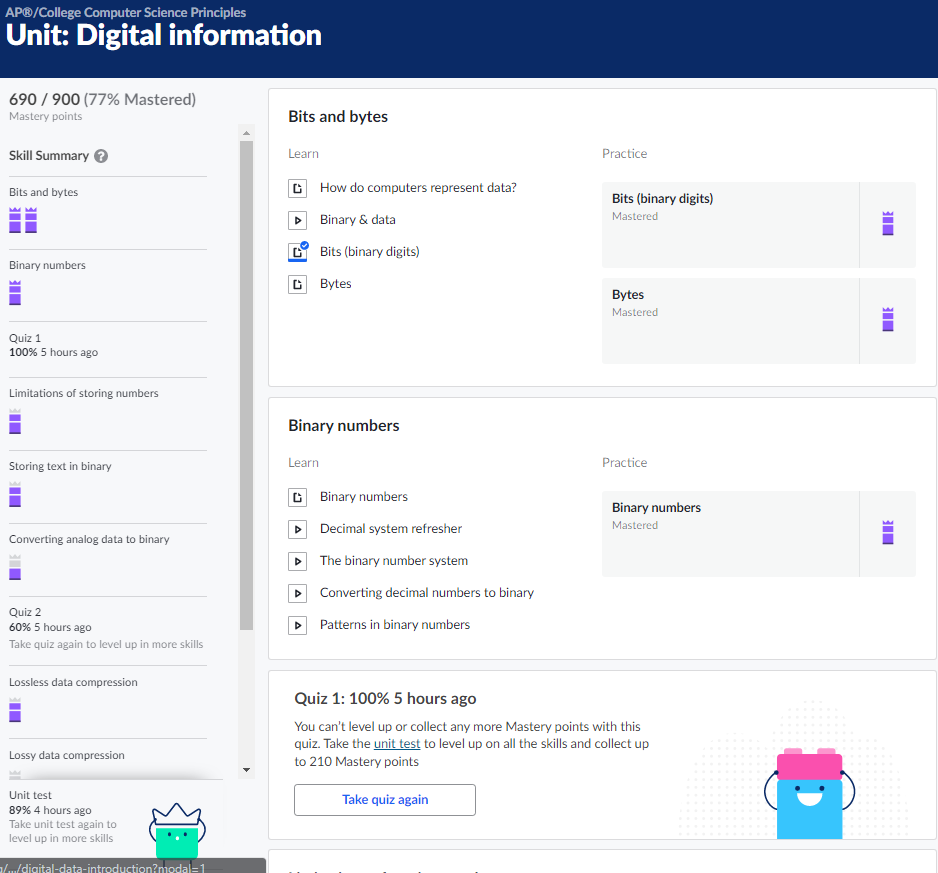 AP®/College Computer Science Principles
Unit: Digital information
690 / 900 (77% Mastered)
Mastery points
Skill Summary ?
Bits and bytes
Binary numbers
Quiz 1
100% 5 hours ago
Limitations of storing numbers
Storing text in binary
Converting analog data to binary
Quiz 2
60% 5 hours ago
Take quiz again to level up in more skills
Lossless data compression
Lossy data compression
Unit test
89% 4 hours ago
Take unit test again to
level up in more skills
/.../digital-data-introduction?modal=1
Bits and bytes
Learn
How do computers represent data?
Binary & data
Bits (binary digits)
Bytes
Practice
Bits (binary digits)
Mastered
Bytes
Mastered
Binary numbers
Learn
Binary numbers
Decimal system refresher
The binary number system
Converting decimal numbers to binary
Patterns in binary numbers
Practice
Binary numbers
Mastered
Quiz 1: 100% 5 hours ago
You can't level up or collect any more Mastery points with this
quiz. Take the unit test to level up on all the skills and collect up
to 210 Mastery points
Take quiz again